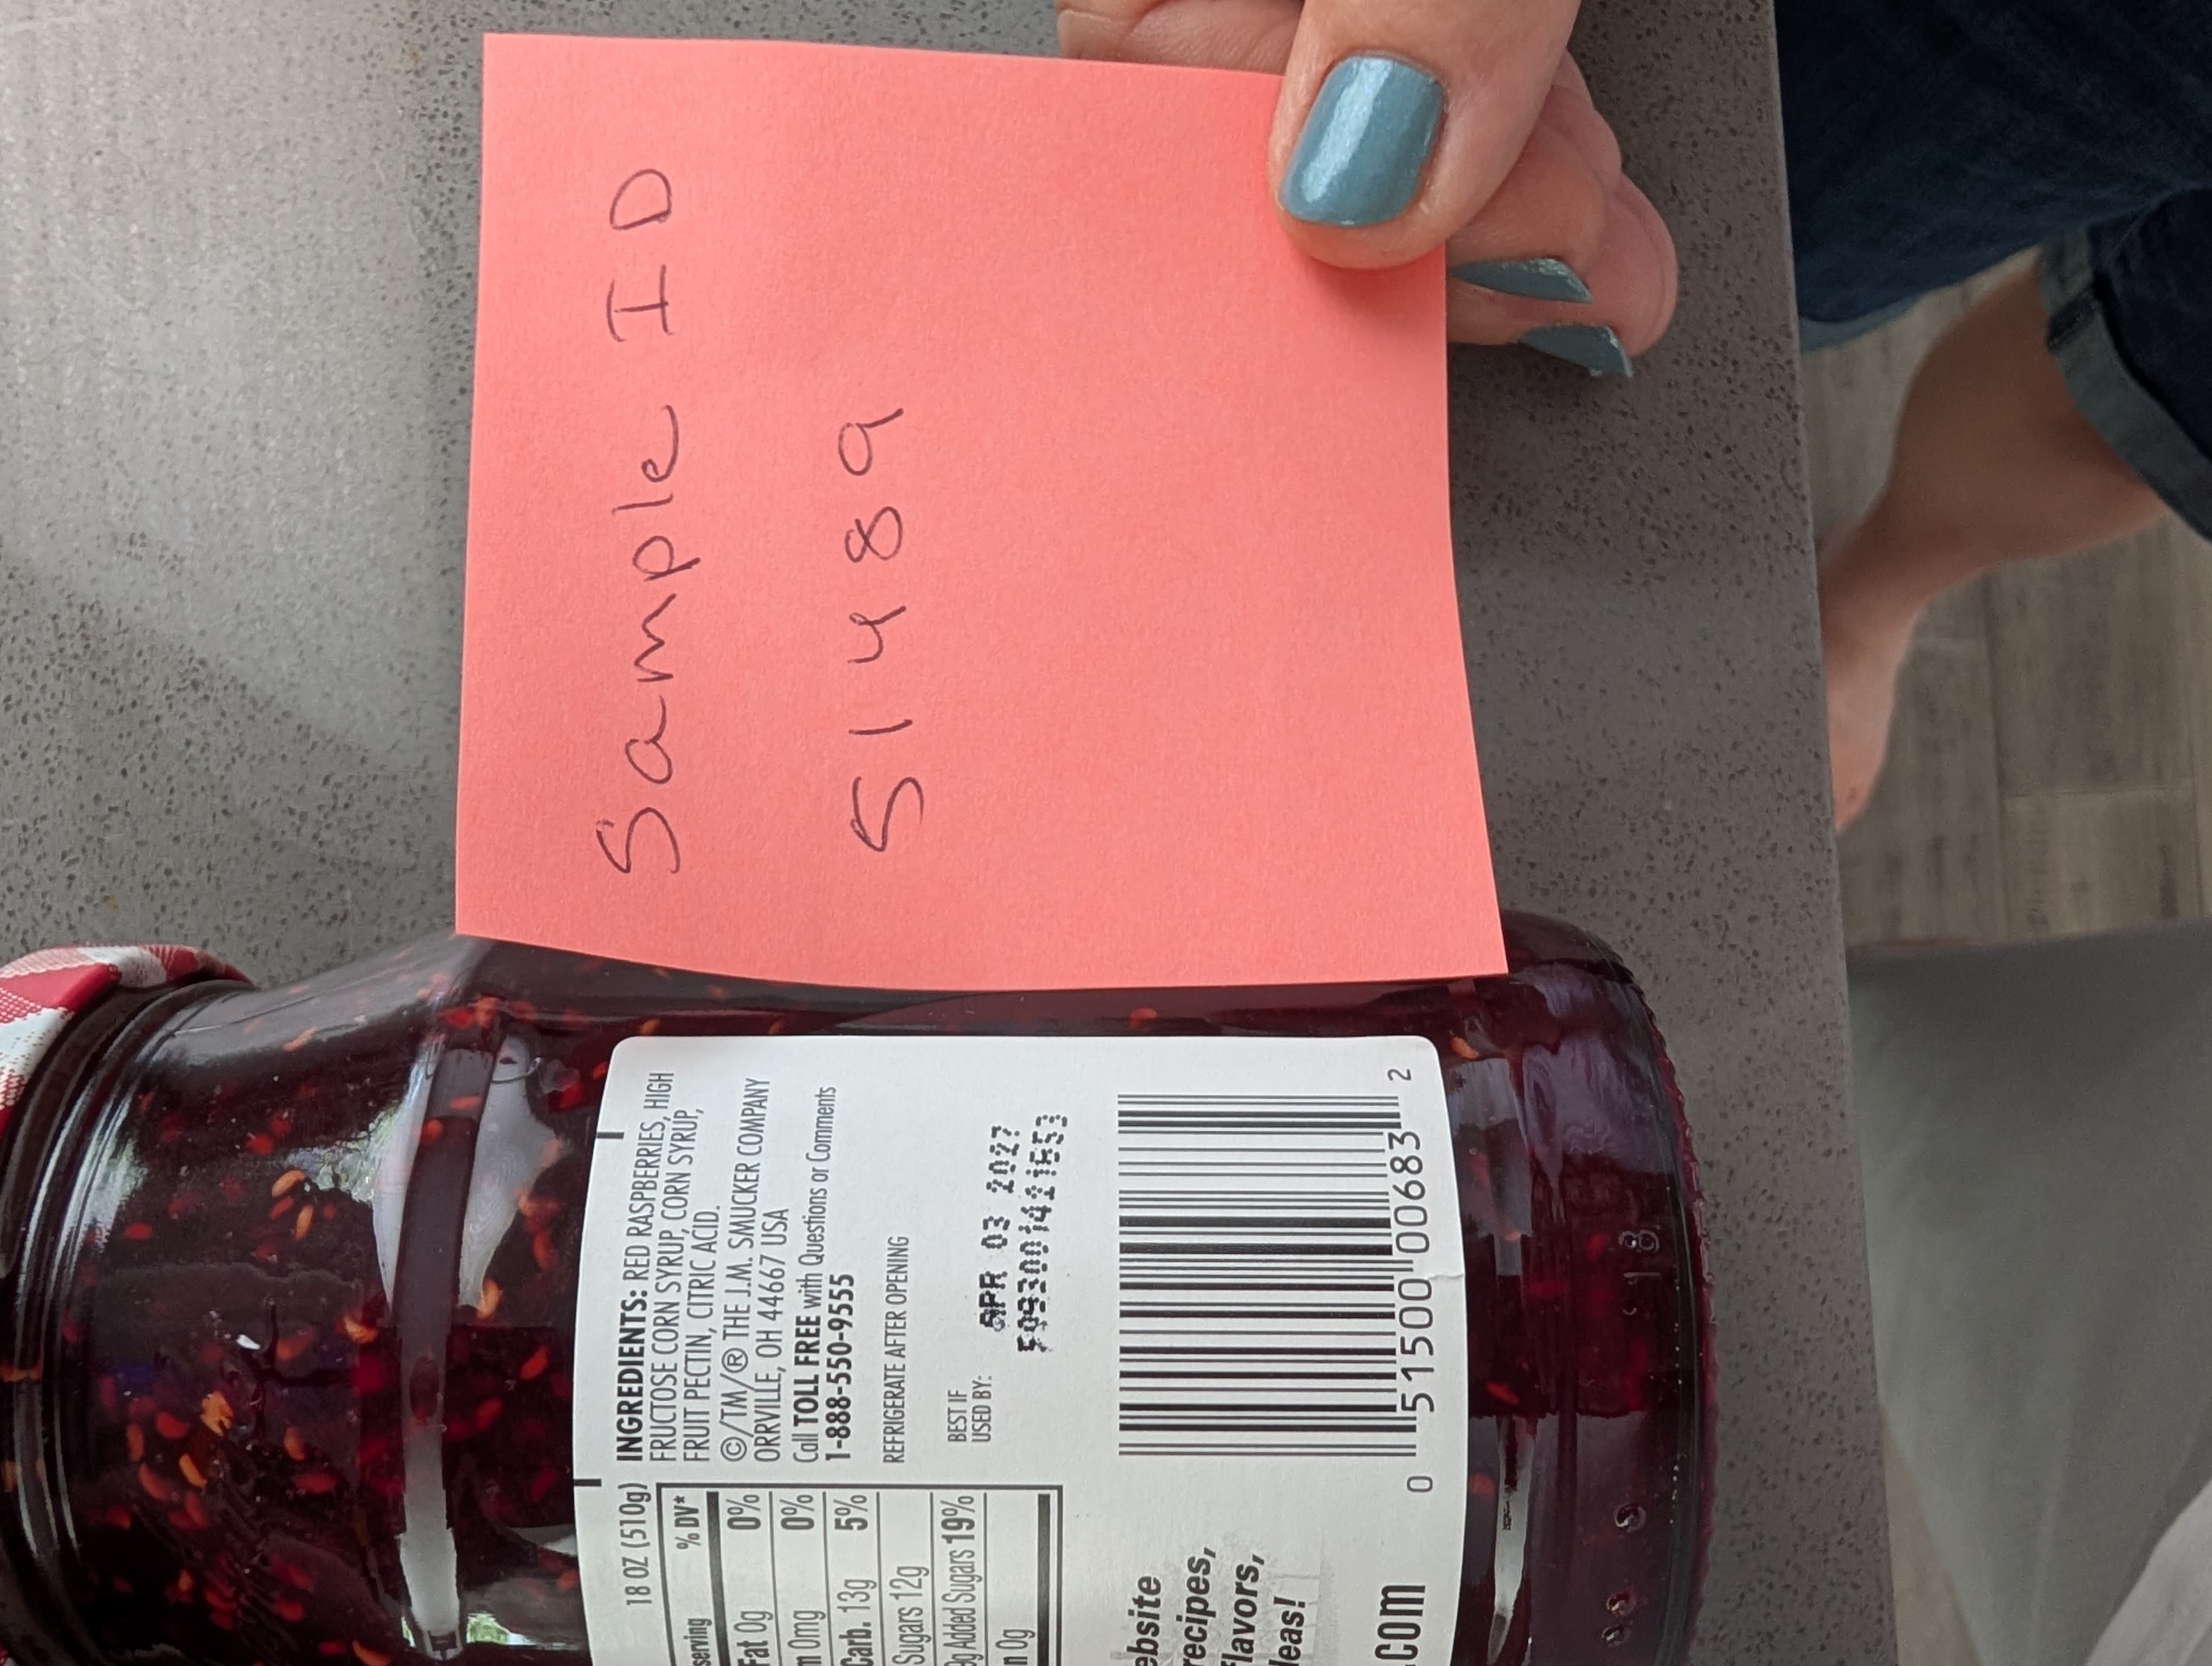 Sample ID
51489
18 OZ (510g)
serving % DV*
Fat 0g 0%
0mg 0%
Carb. 13g 5%
Sugars 12g
Added Sugars 19%
0g
INGREDIENTS: RED RASPBERRIES, HIGH
FRUCTOSE CORN SYRUP, CORN SYRUP,
FRUIT PECTIN, CITRIC ACID.
©/TM/® THE J.M. SMUCKER COMPANY
ORRVILLE, OH 44667 USA
Call TOLL FREE with Questions or Comments
1-888-550-9555
REFRIGERATE AFTER OPENING
BEST IF
USED BY:
APR 03 2027
ebsite
recipes,
flavors,
deas!
.com
0 51500 00683 2
18